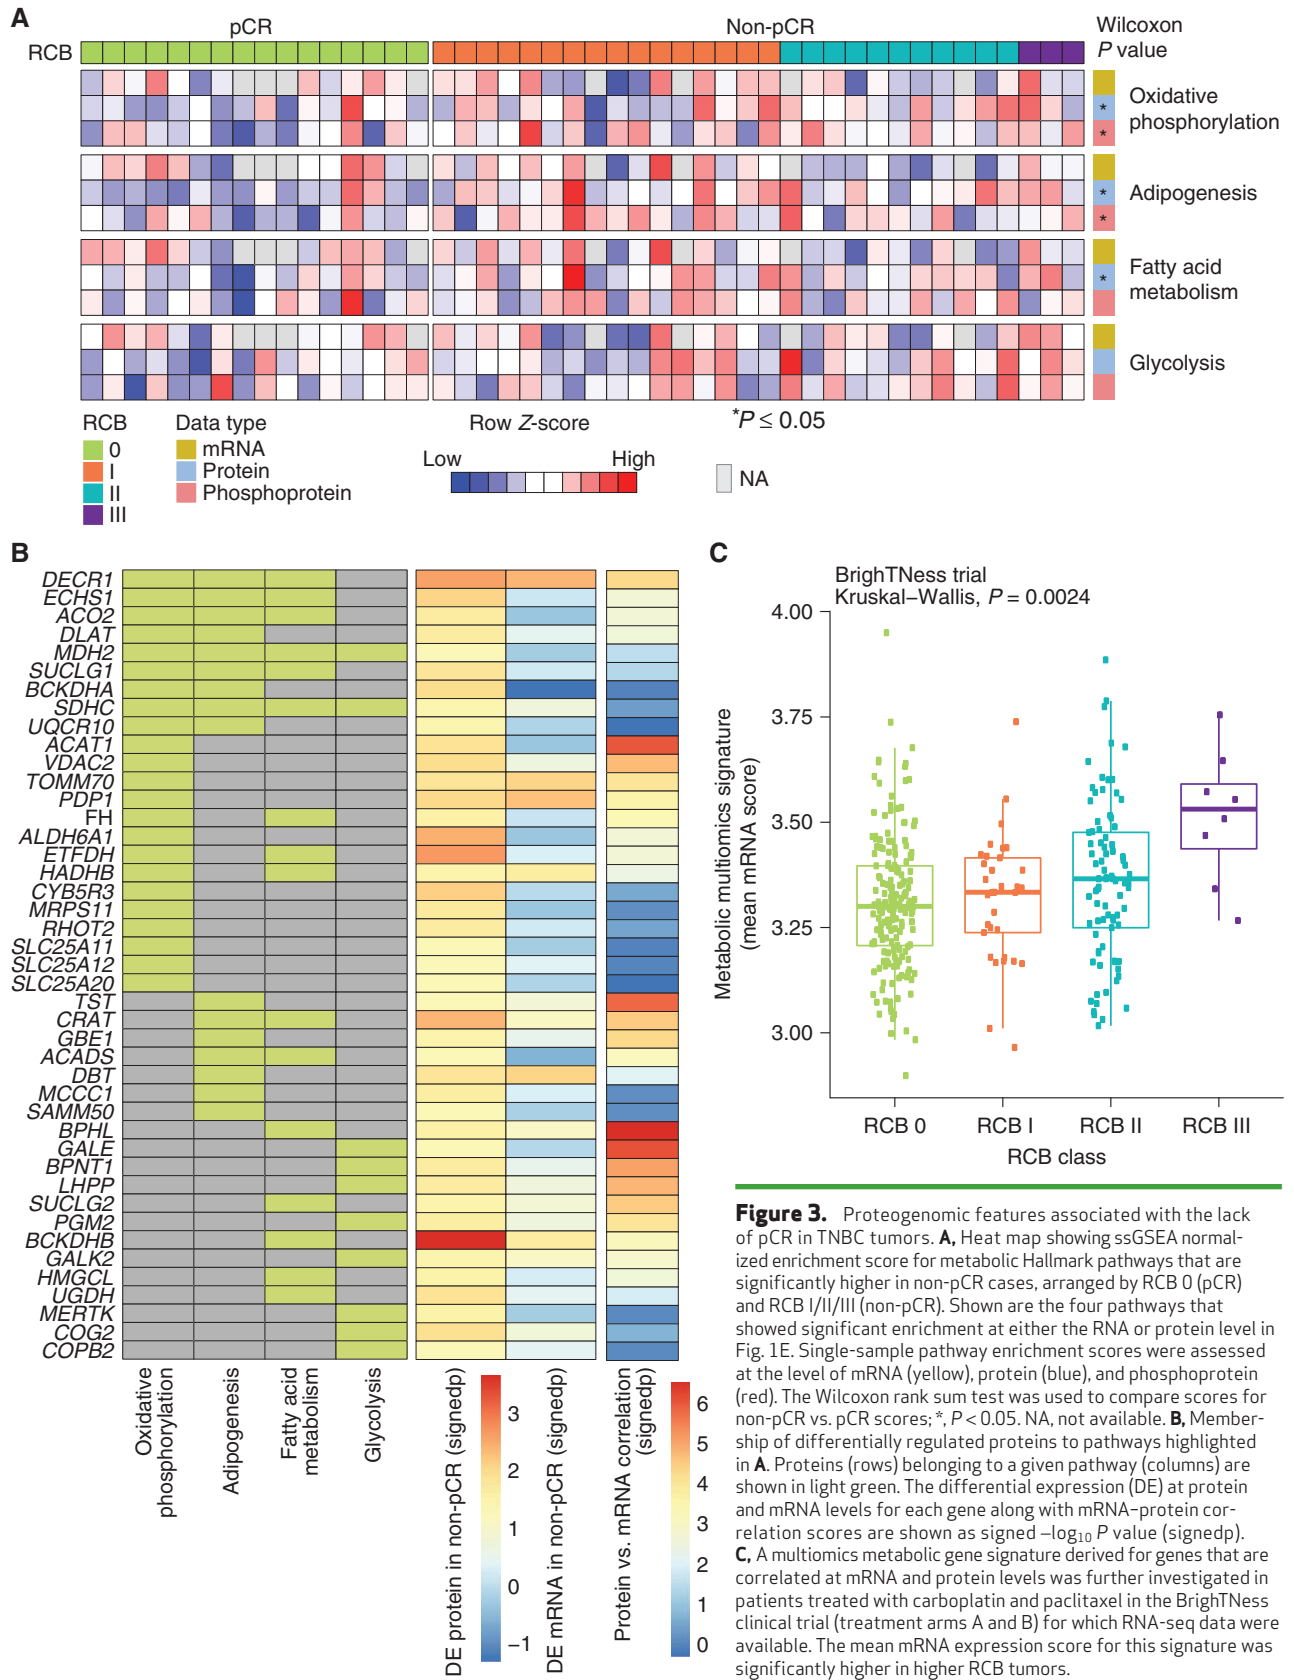 A
pCR
Non-pCR
Wilcoxon
P value
RCB
Oxidative
phosphorylation
*
*
Adipogenesis
*
*
Fatty acid
metabolism
*
Glycolysis
RCB
0
I
II
III
Data type
mRNA
Protein
Phosphoprotein
Row Z-score
Low
High
*P ≤ 0.05
NA
B
DECR1
ECHS1
ACO2
DLAT
MDH2
SUCLG1
BCKDHA
SDHC
UQCR10
ACAT1
VDAC2
TOMM70
PDP1
FH
ALDH6A1
ETFDH
HADHB
CYB5R3
MRPS11
RHOT2
SLC25A11
SLC25A12
SLC25A20
TST
CRAT
GBE1
ACADS
DBT
MCCC1
SAMM50
BPHL
GALE
BPNT1
LHPP
SUCLG2
PGM2
BCKDHB
GALK2
HMGCL
UGDH
MERTK
COG2
COPB2
Oxidative
phosphorylation
Adipogenesis
Fatty acid
metabolism
Glycolysis
DE protein in non-pCR (signedp)
3
2
1
0
−1
DE mRNA in non-pCR (signedp)
Protein vs. mRNA correlation
(signedp)
6
5
4
3
2
1
0
C
BrighTNess trial
Kruskal–Wallis, P = 0.0024
Metabolic multiomics signature
(mean mRNA score)
4.00
3.75
3.50
3.25
3.00
RCB 0
RCB I
RCB II
RCB III
RCB class
Figure 3. Proteogenomic features associated with the lack
of pCR in TNBC tumors. A, Heat map showing ssGSEA normal-
ized enrichment score for metabolic Hallmark pathways that are
significantly higher in non-pCR cases, arranged by RCB 0 (pCR)
and RCB I/II/III (non-pCR). Shown are the four pathways that
showed significant enrichment at either the RNA or protein level in
Fig. 1E. Single-sample pathway enrichment scores were assessed
at the level of mRNA (yellow), protein (blue), and phosphoprotein
(red). The Wilcoxon rank sum test was used to compare scores for
non-pCR vs. pCR scores; *, P < 0.05. NA, not available. B, Member-
ship of differentially regulated proteins to pathways highlighted
in A. Proteins (rows) belonging to a given pathway (columns) are
shown in light green. The differential expression (DE) at protein
and mRNA levels for each gene along with mRNA–protein cor-
relation scores are shown as signed −log10 P value (signedp).
C, A multiomics metabolic gene signature derived for genes that are
correlated at mRNA and protein levels was further investigated in
patients treated with carboplatin and paclitaxel in the BrighTNess
clinical trial (treatment arms A and B) for which RNA-seq data were
available. The mean mRNA expression score for this signature was
significantly higher in higher RCB tumors.